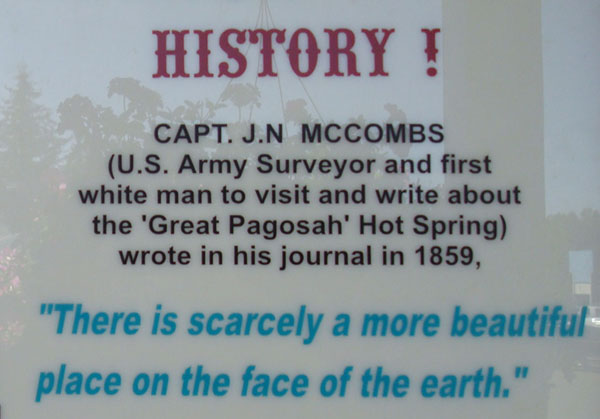 HISTORY !
CAPT. J.N MCCOMBS
(U.S. Army Surveyor and first
white man to visit and write about
the 'Great Pagosah' Hot Spring)
wrote in his journal in 1859,
"There is scarcely a more beautiful
place on the face of the earth."